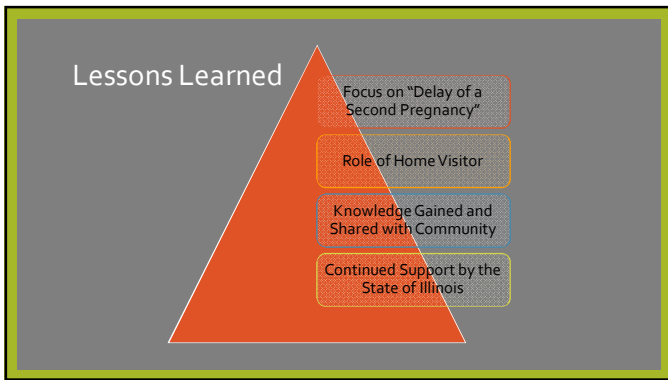 Lessons Learned
Focus on “Delay of a
Second Pregnancy”
Role of Home Visitor
Knowledge Gained and
Shared with Community
Continued Support by the
State of Illinois